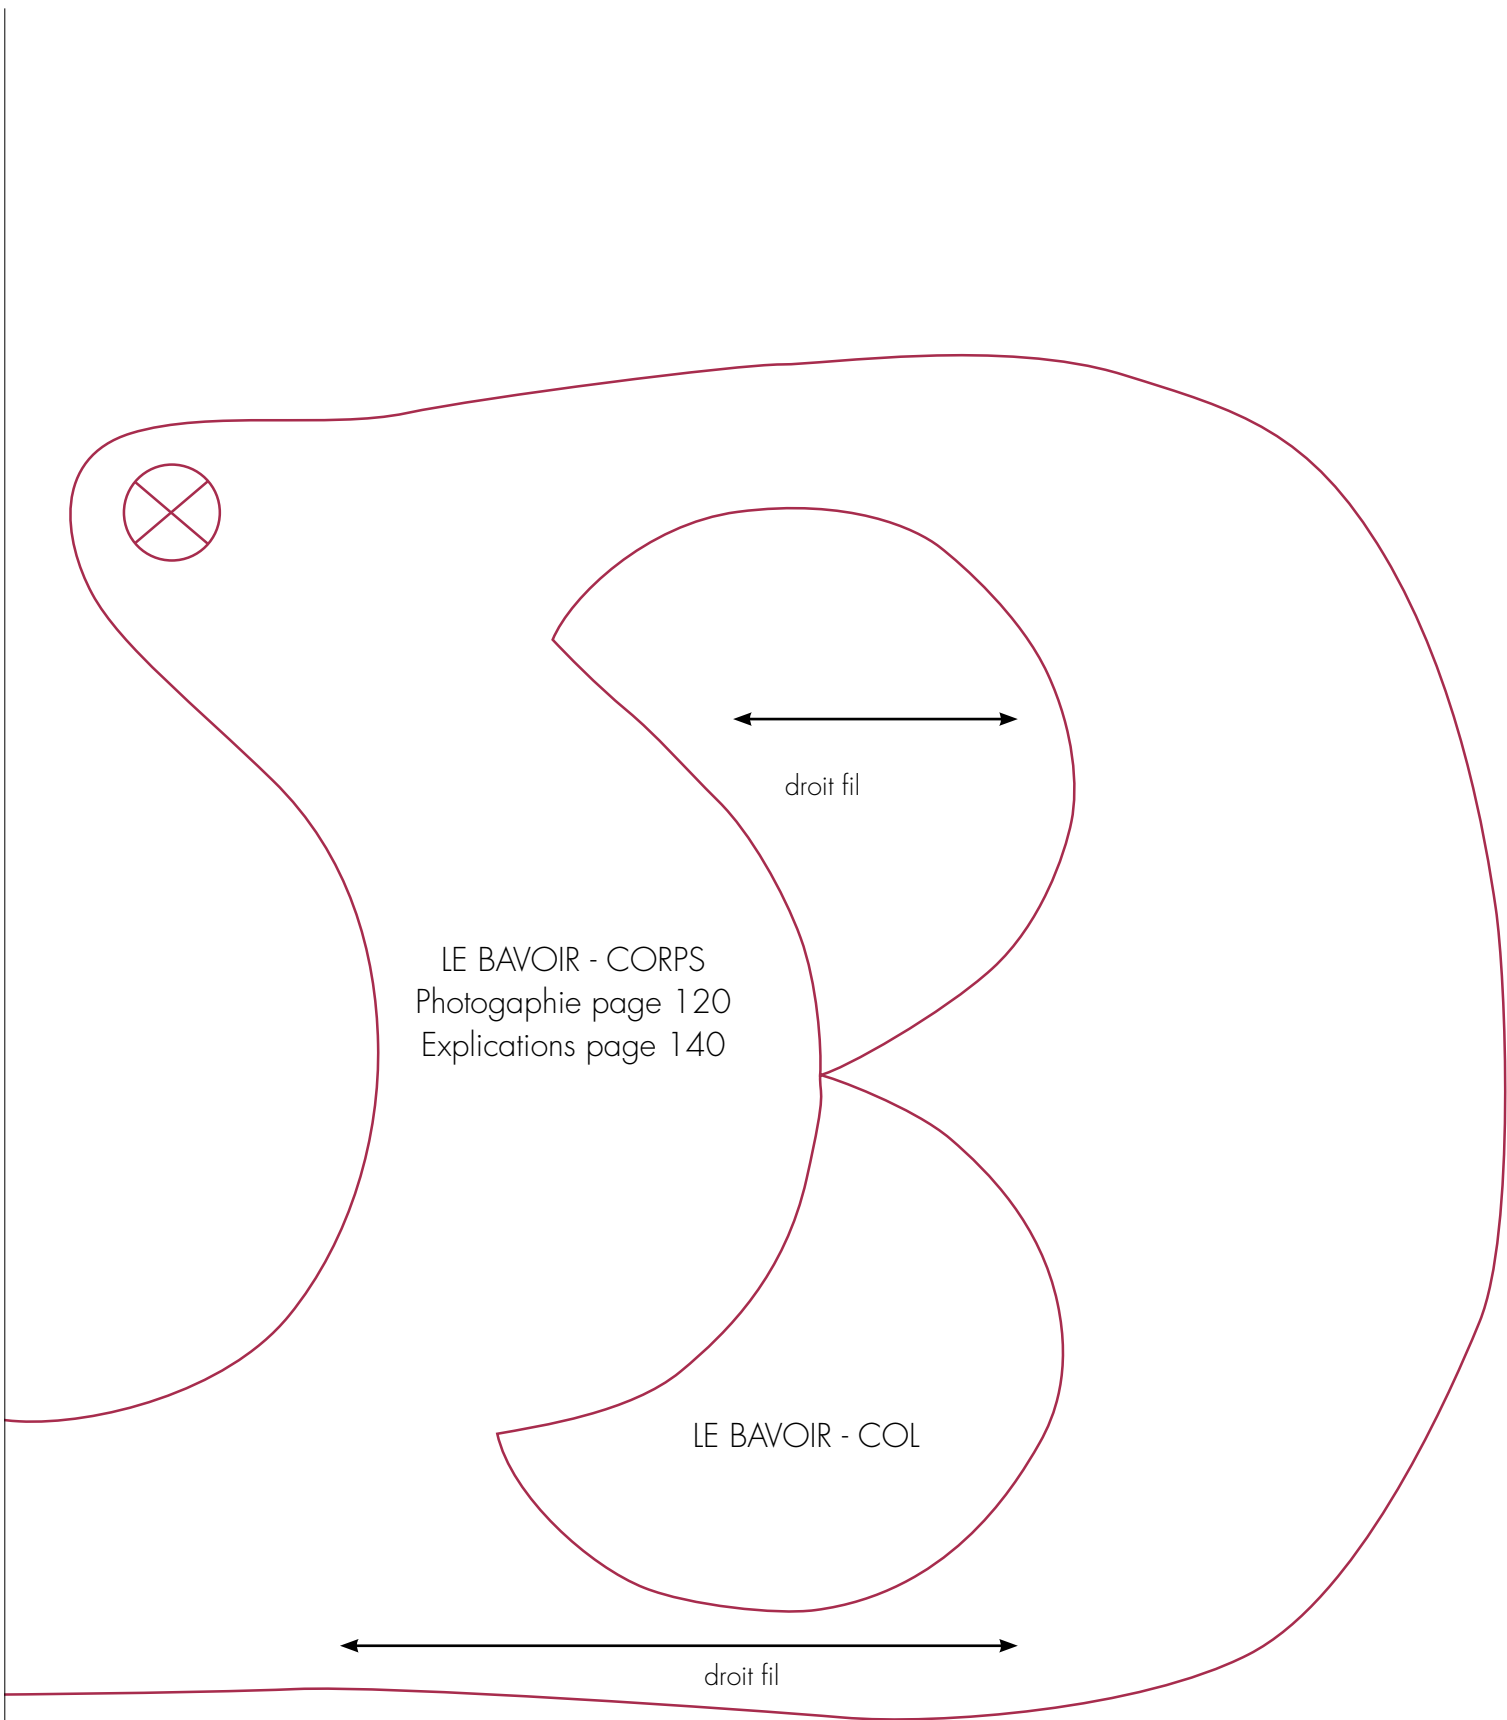 droit fil
LE BAVOIR - CORPS
Photogaphie page 120
Explications page 140
LE BAVOIR - COL
droit fil